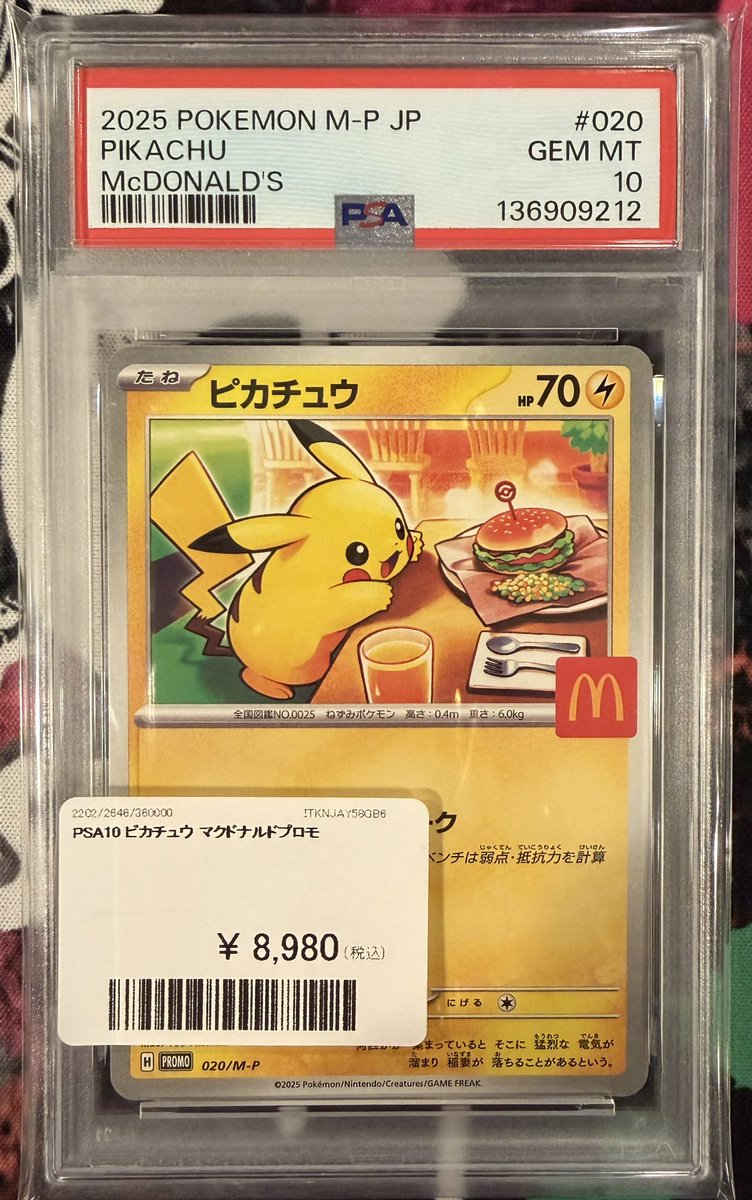 2025 POKEMON M-P JP #020
PIKACHU GEM MT
McDONALD'S 10
PSA 136909212
たね ピカチュウ HP70
全国図鑑NO.0025 ねずみポケモン 高さ:0.4m 重さ:6.0kg
ーク
ベンチは弱点・抵抗力を計算
2202/2646/360000 ITKNJAY58GB6
PSA10 ピカチュウ マクドナルドプロモ
¥ 8,980(税込)
にげる
集まっていると そこに 猛烈な 電気が
溜まり 稲妻が 落ちることがあるという。
H PROMO 020/M-P
©2025 Pokémon/Nintendo/Creatures/GAME FREAK.